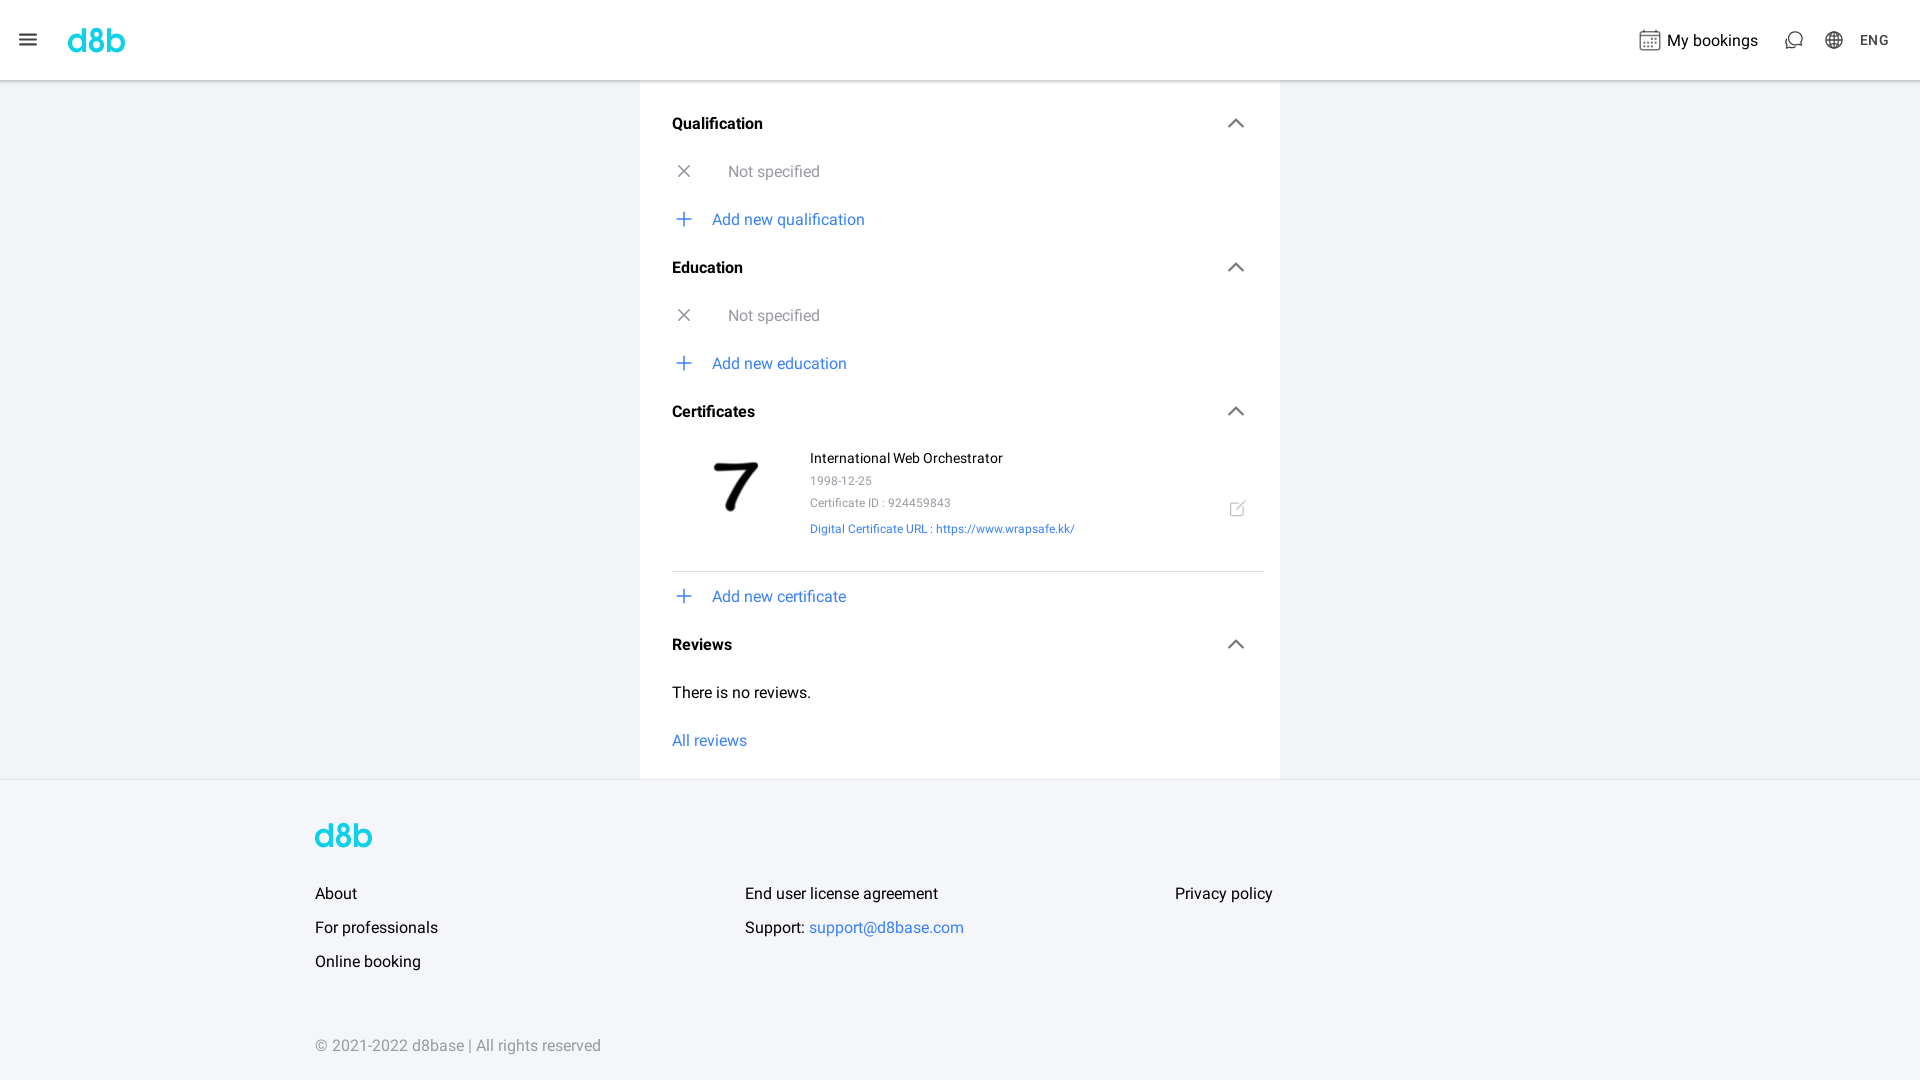 d8b
My bookings
ENG
Qualification
Not specified
Add new qualification
Education
Not specified
Add new education
Certificates
7
International Web Orchestrator
1998-12-25
Certificate ID : 924459843
Digital Certificate URL : https://www.wrapsafe.kk/
Add new certificate
Reviews
There is no reviews.
All reviews
d8b
About
End user license agreement
Privacy policy
For professionals
Support: support@d8base.com
Online booking
© 2021-2022 d8base | All rights reserved